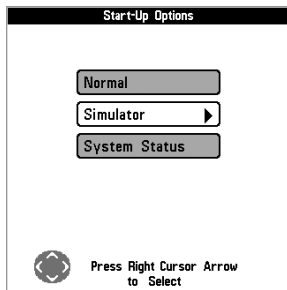 Start-Up Options
Normal
Simulator
System Status
Press Right Cursor Arrow
to Select